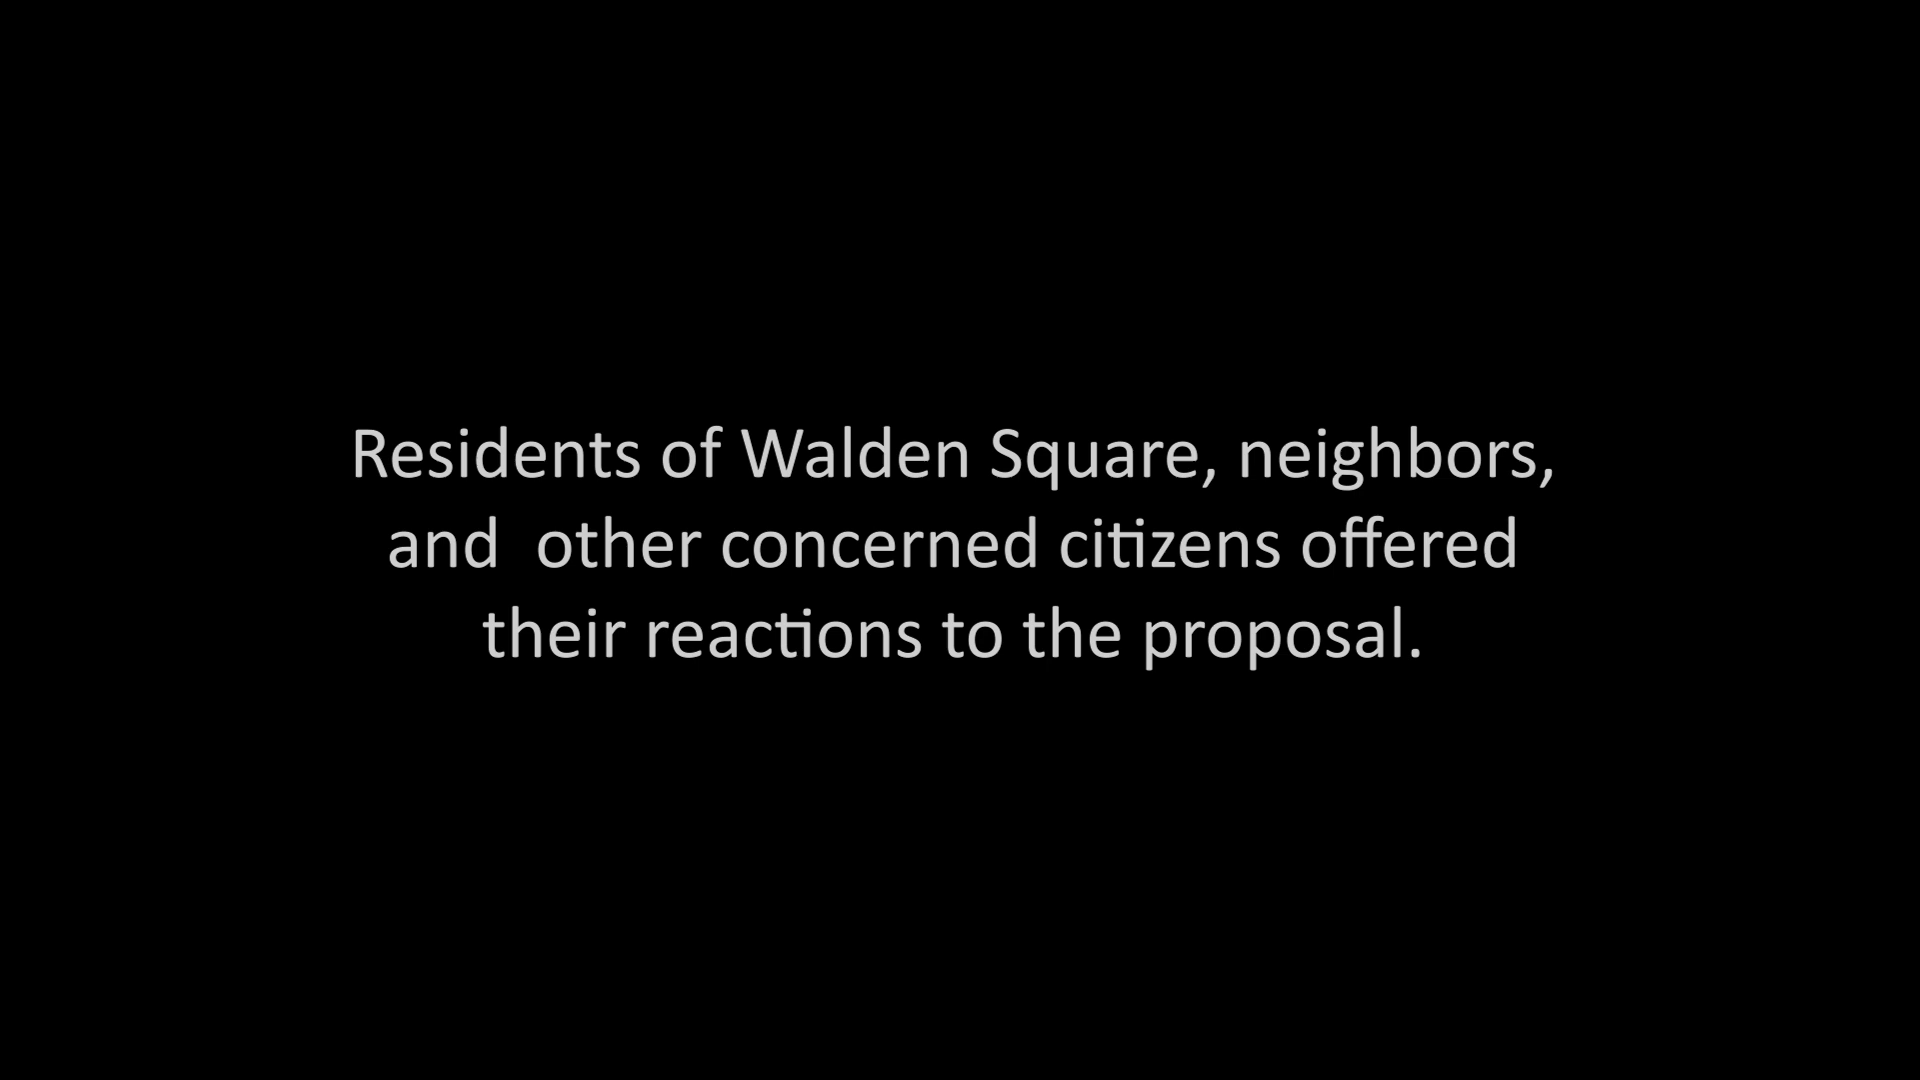 Residents of Walden Square, neighbors,
and  other concerned citizens offered
their reactions to the proposal.